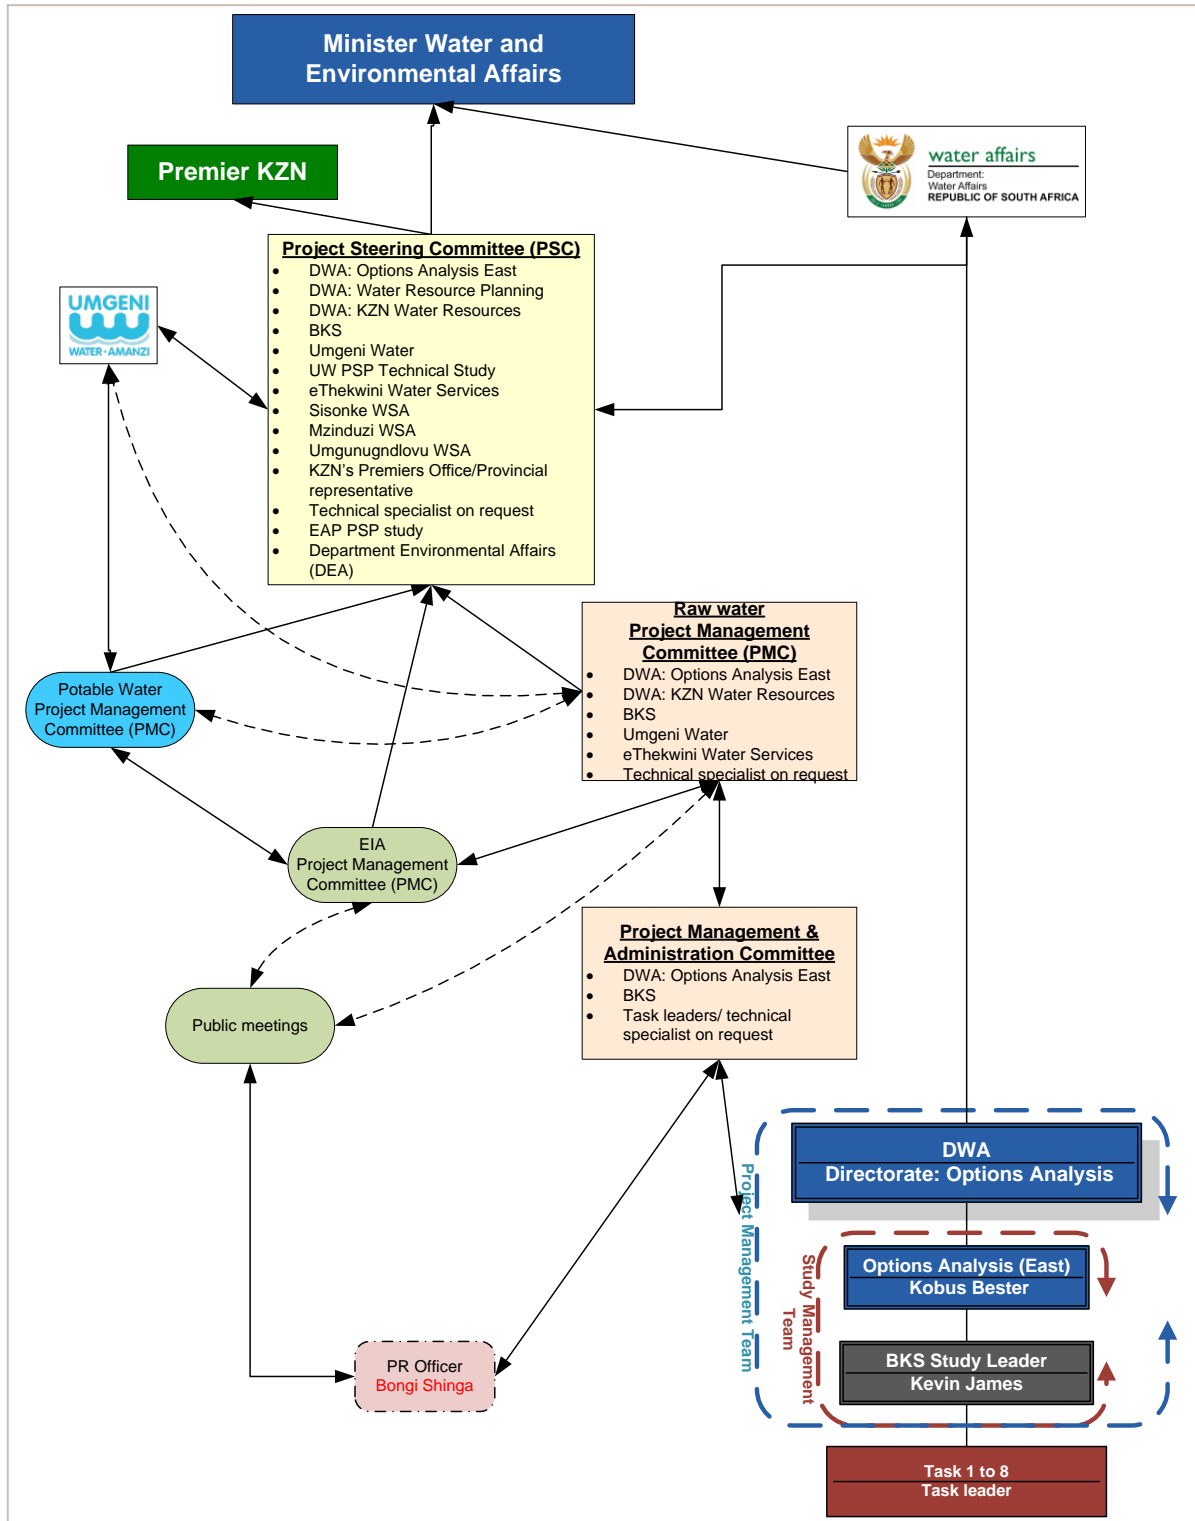 Minister Water and
Environmental Affairs
Premier KZN
water affairs
Department:
Water Affairs
REPUBLIC OF SOUTH AFRICA
Project Steering Committee (PSC)
• DWA: Options Analysis East
• DWA: Water Resource Planning
• DWA: KZN Water Resources
• BKS
• Umgeni Water
• UW PSP Technical Study
• eThekwini Water Services
• Sisonke WSA
• Mzinduzi WSA
• Umgunugndlovu WSA
• KZN's Premiers Office/Provincial
representative
• Technical specialist on request
• EAP PSP study
• Department Environmental Affairs
(DEA)
UMGENI
WATER • AMANZI
Raw water
Project Management
Committee (PMC)
• DWA: Options Analysis East
• DWA: KZN Water Resources
• BKS
• Umgeni Water
• eThekwini Water Services
• Technical specialist on request
Potable Water
Project Management
Committee (PMC)
EIA
Project Management
Committee (PMC)
Project Management &
Administration Committee
• DWA: Options Analysis East
• BKS
• Task leaders/ technical
specialist on request
Public meetings
Project Management Team
DWA
Directorate: Options Analysis
Study Management
Team
Options Analysis (East)
Kobus Bester
BKS Study Leader
Kevin James
PR Officer
Bongi Shinga
Task 1 to 8
Task leader